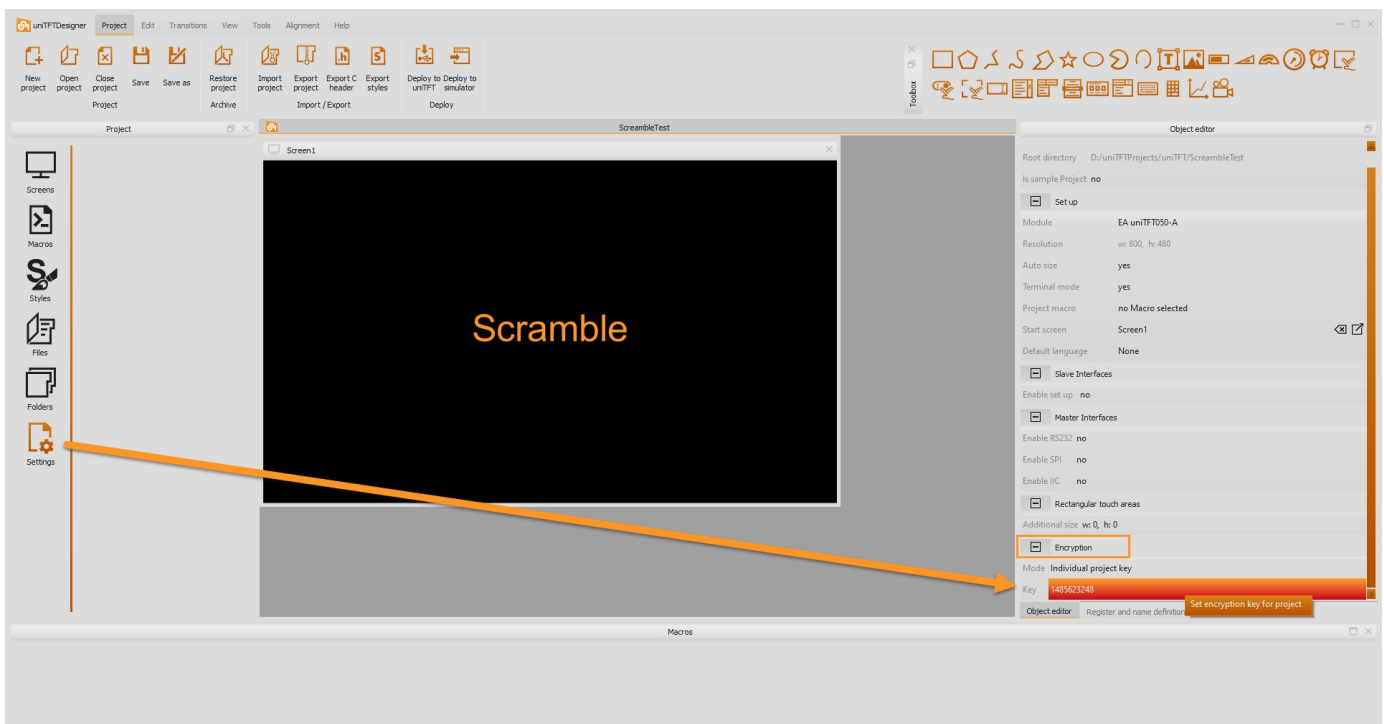 uniTFTDesigner Project Edit Transitions View Tools Alignment Help
New project
Open project
Close project
Save
Save as
Restore project
Import project
Export project
Export C header
Export styles
Deploy to uniTFT
Deploy to simulator
Project
Archive
Import / Export
Deploy
Toolbox
Project
ScreambleTest
Object editor
Screens
Macros
Styles
Files
Folders
Settings
Screen1
Scramble
Root directory D:/uniTFTProjects/uniTFT/ScreambleTest
Is sample Project no
Set up
Module EA uniTFT050-A
Resolution w: 800, h: 480
Auto size yes
Terminal mode yes
Project macro no Macro selected
Start screen Screen1
Default language None
Slave Interfaces
Enable set up no
Master Interfaces
Enable RS232 no
Enable SPI no
Enable IIC no
Rectangular touch areas
Additional size w: 0, h: 0
Encryption
Mode Individual project key
Key 1485623248
Set encryption key for project
Object editor Register and name definition
Macros